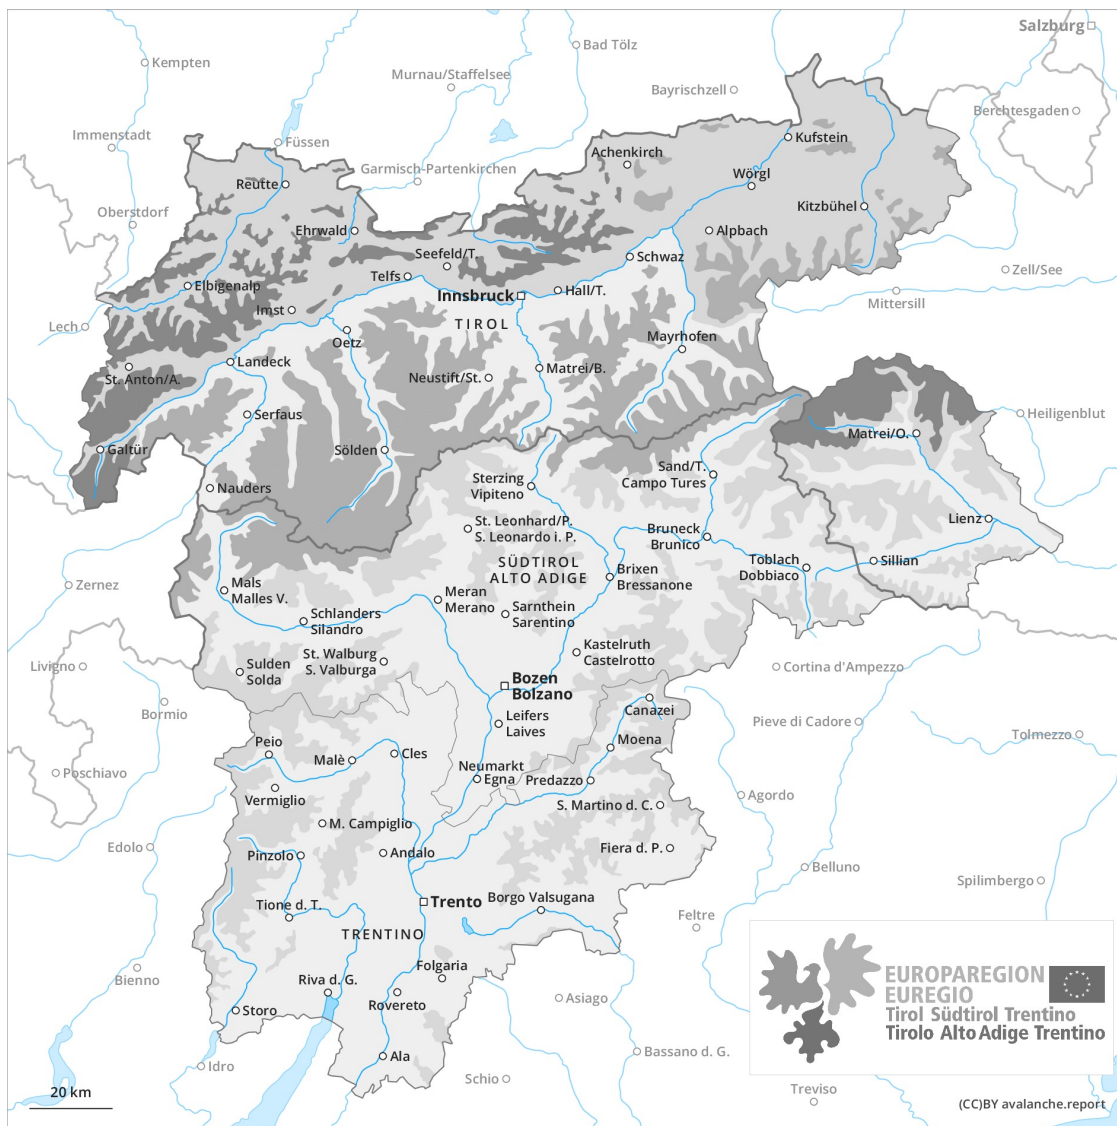 Salzburg
Bad Tölz
Kempten
Murnau/Staffelsee
Bayrischzell
Berchtesgaden
Immenstadt
Füssen
Kufstein
Achenkirch
Garmisch-Partenkirchen
Wörgl
Reutte
Kitzbühel
Oberstdorf
Ehrwald
Alpbach
Seefeld/T.
Schwaz
Zell/See
Telfs
Elbigenalp
Innsbruck
Hall/T.
Mittersill
Imst
Lech
TIROL
Oetz
Mayrhofen
Landeck
St. Anton/A.
Neustift/St.
Matrei/B.
Serfaus
Heiligenblut
Matrei/O.
Galtür
Sölden
Sand/T.
Campo Tures
Sterzing
Vipiteno
Nauders
Lienz
St. Leonhard/P.
S. Leonardo i. P.
Bruneck
Brunico
SÜDTIROL
ALTO ADIGE
Toblach
Dobbiaco
Sillian
Brixen
Bressanone
Zernez
Mals
Malles V.
Meran
Merano
Schlanders
Silandro
Sarnthein
Sarentino
Kastelruth
Castelrotto
St. Walburg
S. Valburga
Livigno
Sulden
Solda
Cortina d'Ampezzo
Bozen
Bolzano
Bormio
Canazei
Leifers
Laives
Pieve di Cadore
Tolmezzo
Peio
Malè
Cles
Moena
Poschiavo
Neumarkt
Egna
Predazzo
Vermiglio
Agordo
S. Martino d. C.
M. Campiglio
Edolo
Pinzolo
Andalo
Fiera d. P.
Belluno
Spilimbergo
Tione d. T.
Trento
Borgo Valsugana
Feltre
TRENTINO
Folgaria
Bienno
Riva d. G.
Rovereto
Asiago
Storo
EUROPAREGION
EUREGIO
Tirol Südtirol Trentino
Tirolo Alto Adige Trentino
Ala
Bassano d. G.
Idro
Schio
Treviso
20 km
(CC)BY avalanche.report